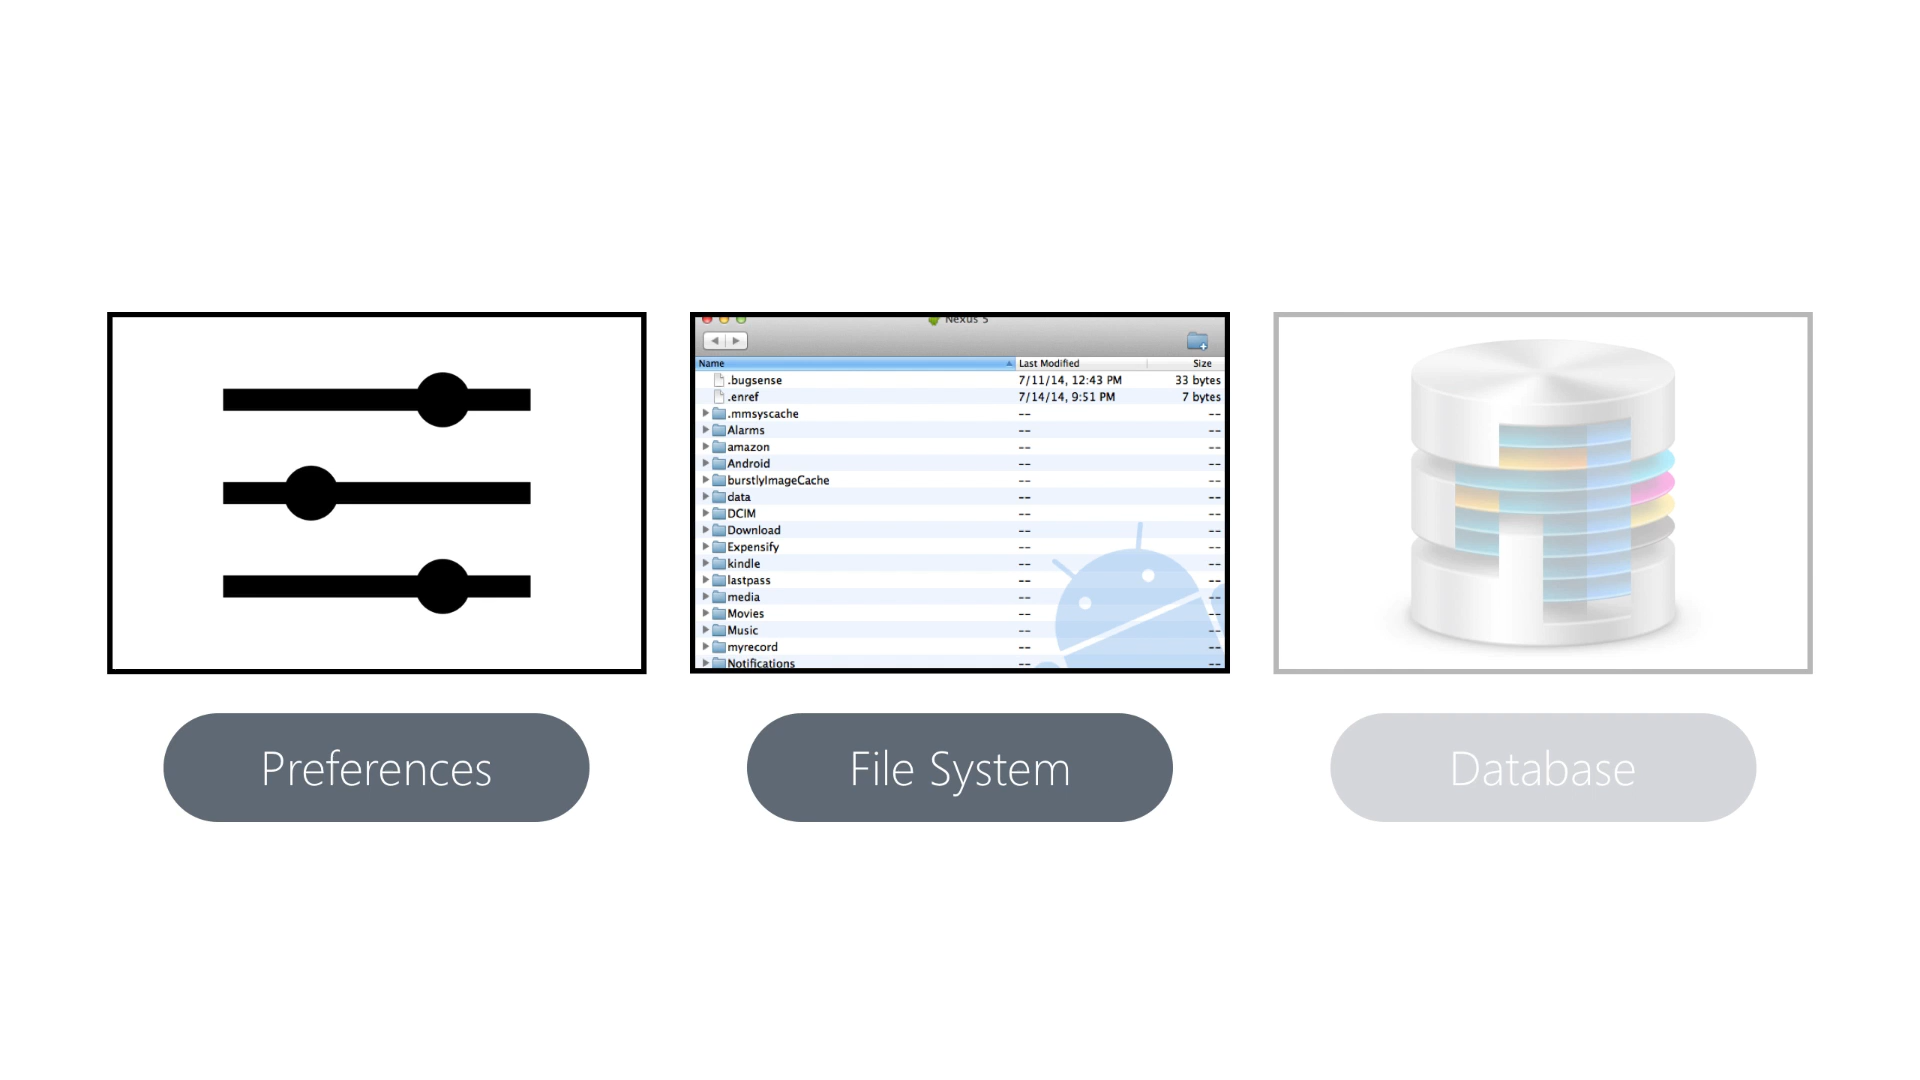 Nexus 5
Name Last Modified Size
.bugsense 7/11/14, 12:43 PM 33 bytes
.enref 7/14/14, 9:51 PM 7 bytes
.mmsyscache -- --
Alarms -- --
amazon -- --
Android -- --
burstlyImageCache -- --
data -- --
DCIM -- --
Download -- --
Expensify -- --
kindle -- --
lastpass -- --
media -- --
Movies -- --
Music -- --
myrecord -- --
Notifications -- --
Preferences
File System
Database